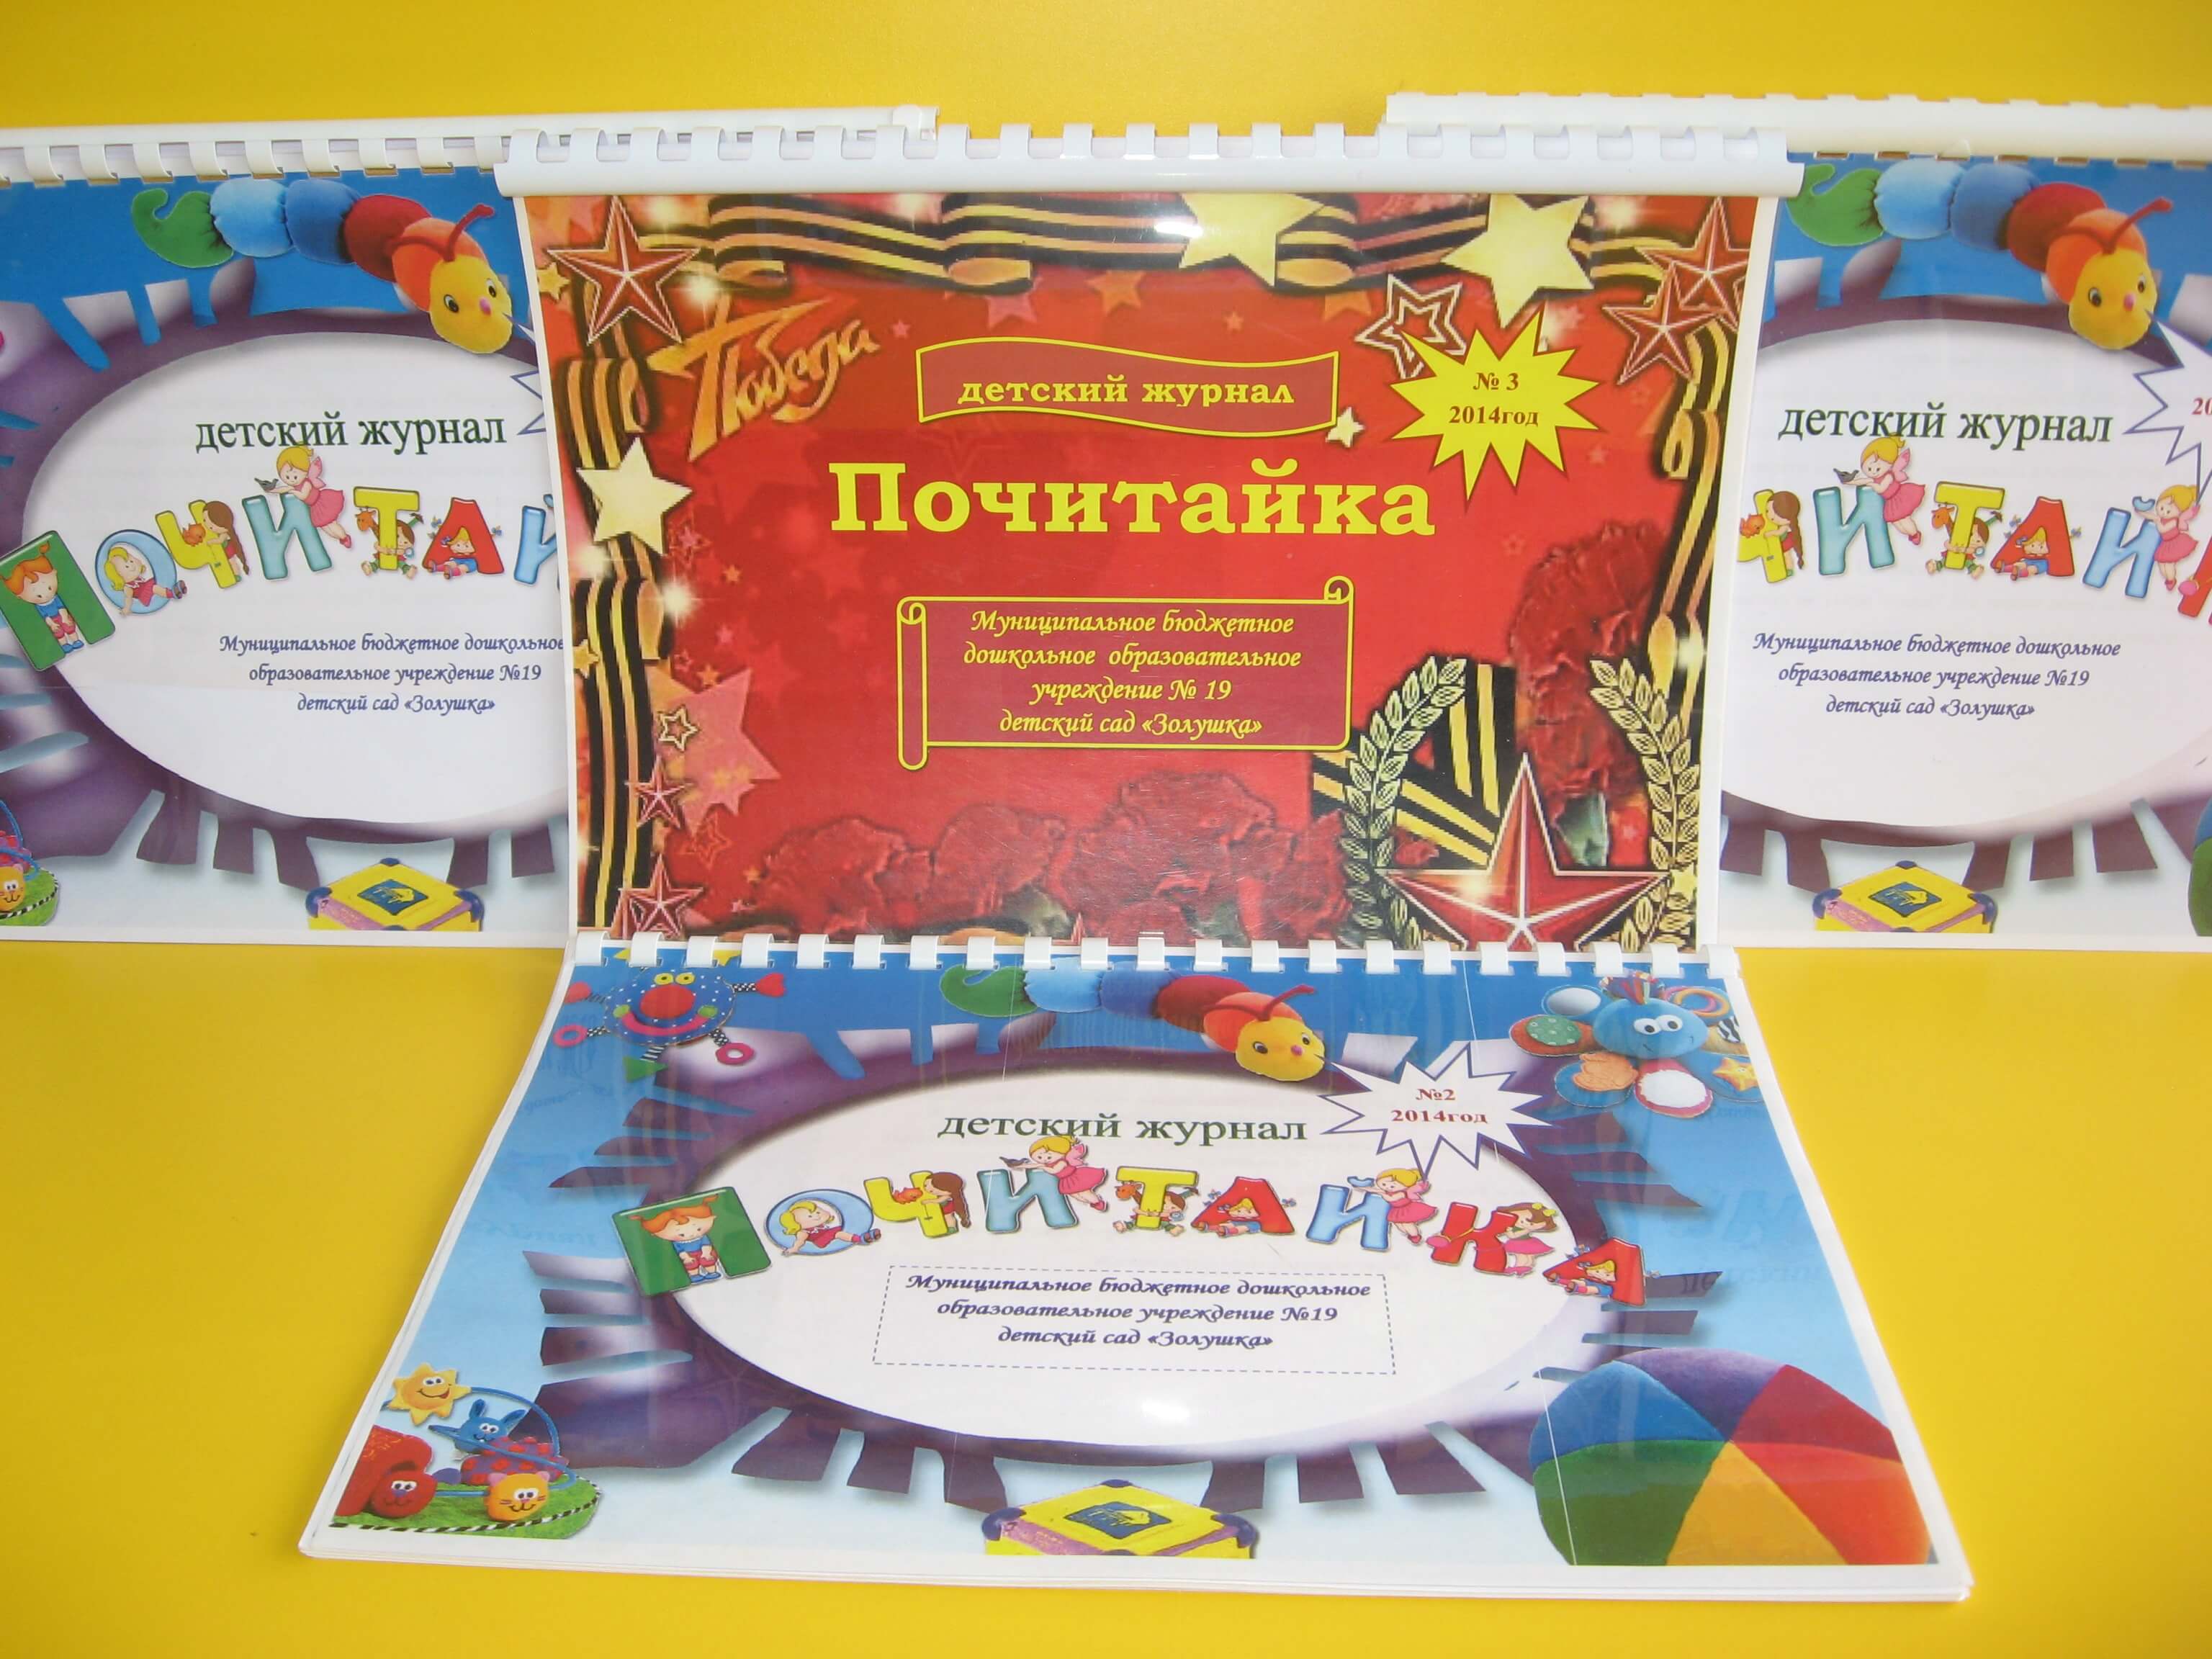 детский журнал
ПОЧИТАЙ
Муниципальное бюджетное дошкольное
образовательное учреждение №19
детский сад «Золушка»
Победа
детский журнал
№ 3
2014год
Почитайка
Муниципальное бюджетное
дошкольное образовательное
учреждение № 19
детский сад «Золушка»
детский журнал
ЧИТАЙ
Муниципальное бюджетное дошкольное
образовательное учреждение №19
детский сад «Золушка»
№2
2014год
детский журнал
ПОЧИТАЙКА
Муниципальное бюджетное дошкольное
образовательное учреждение №19
детский сад «Золушка»